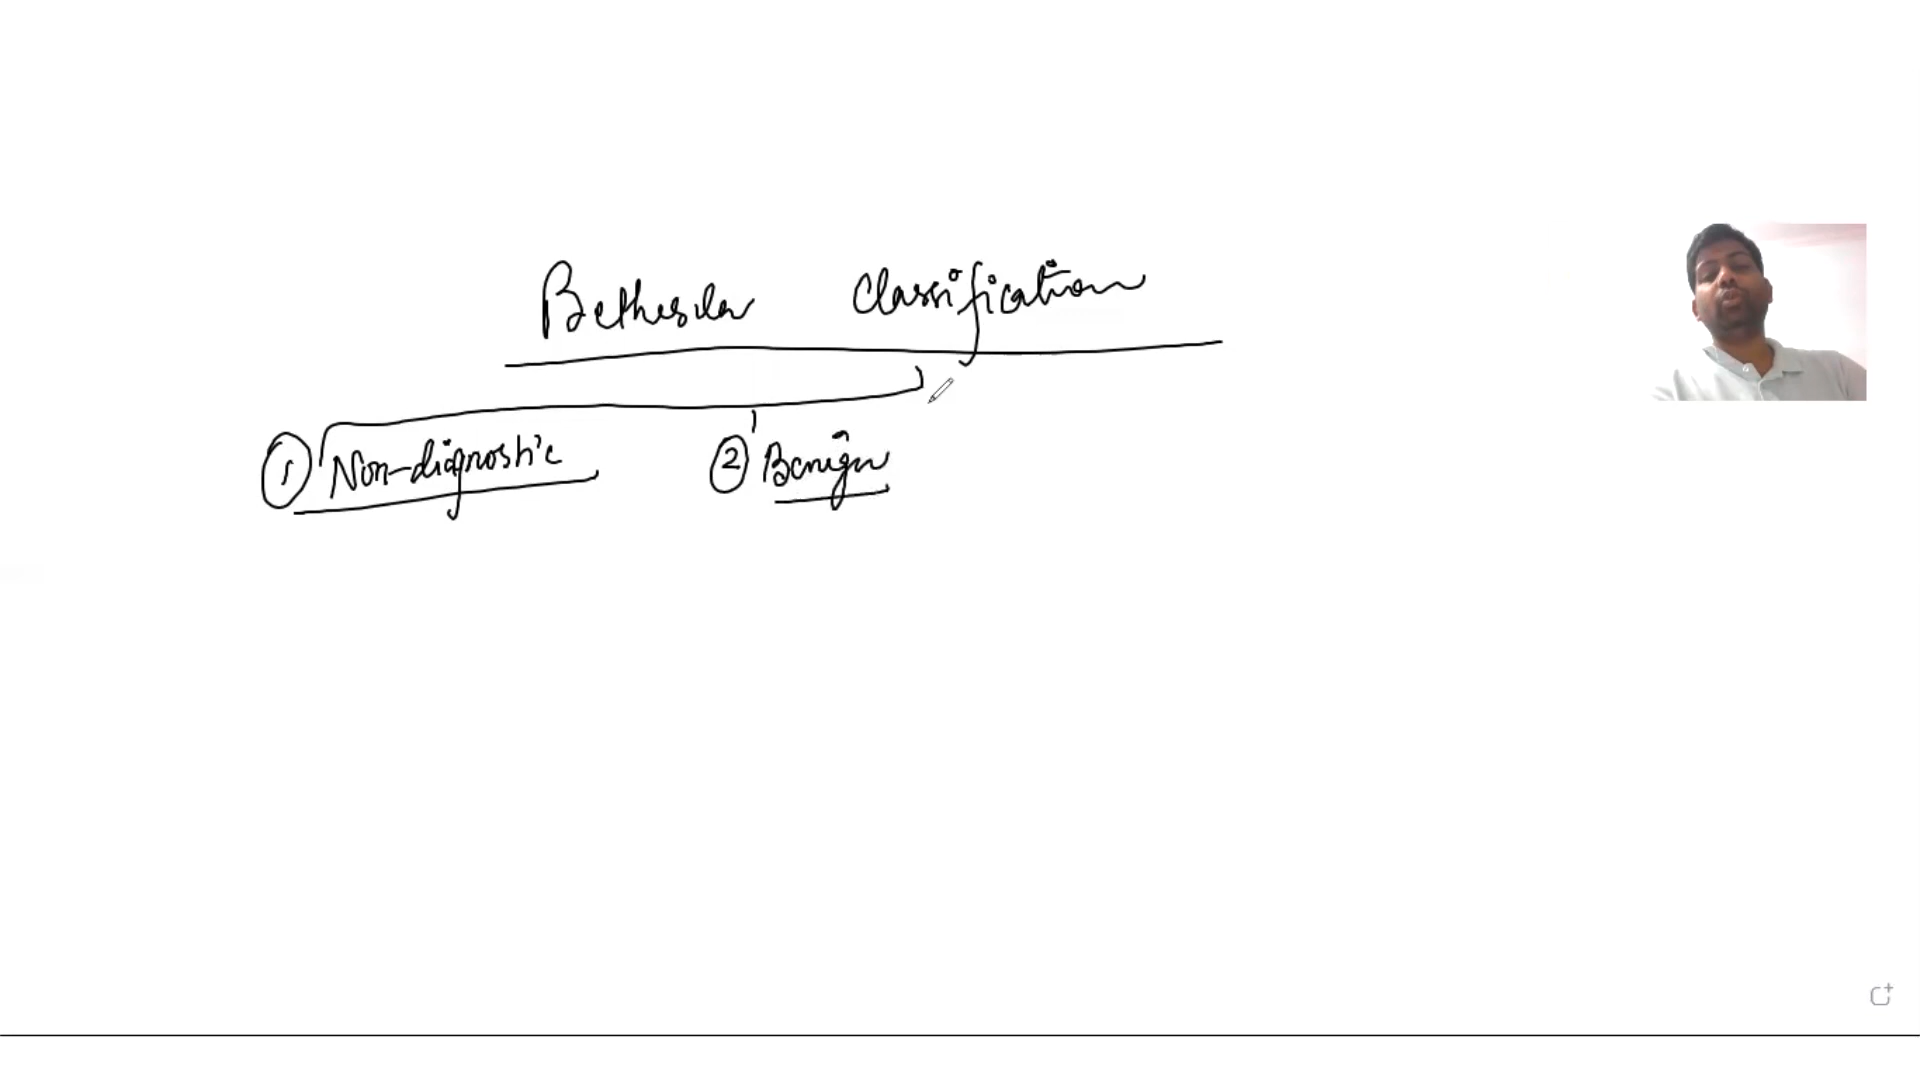 Bethesda Classification
① Non-diagnostic ② Benign